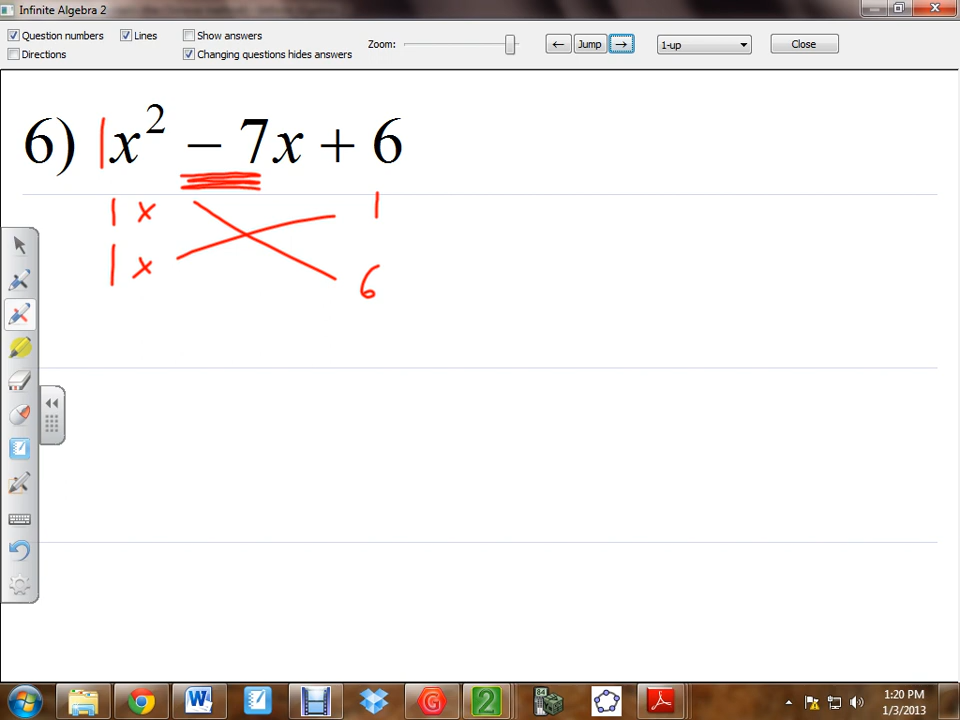 Infinite Algebra 2
Question numbers Lines Show answers
Directions Changing questions hides answers
Zoom: ← Jump → 1-up Close
6) 1x² − 7x + 6
1 x 1
1 x 6
1:20 PM
1/3/2013